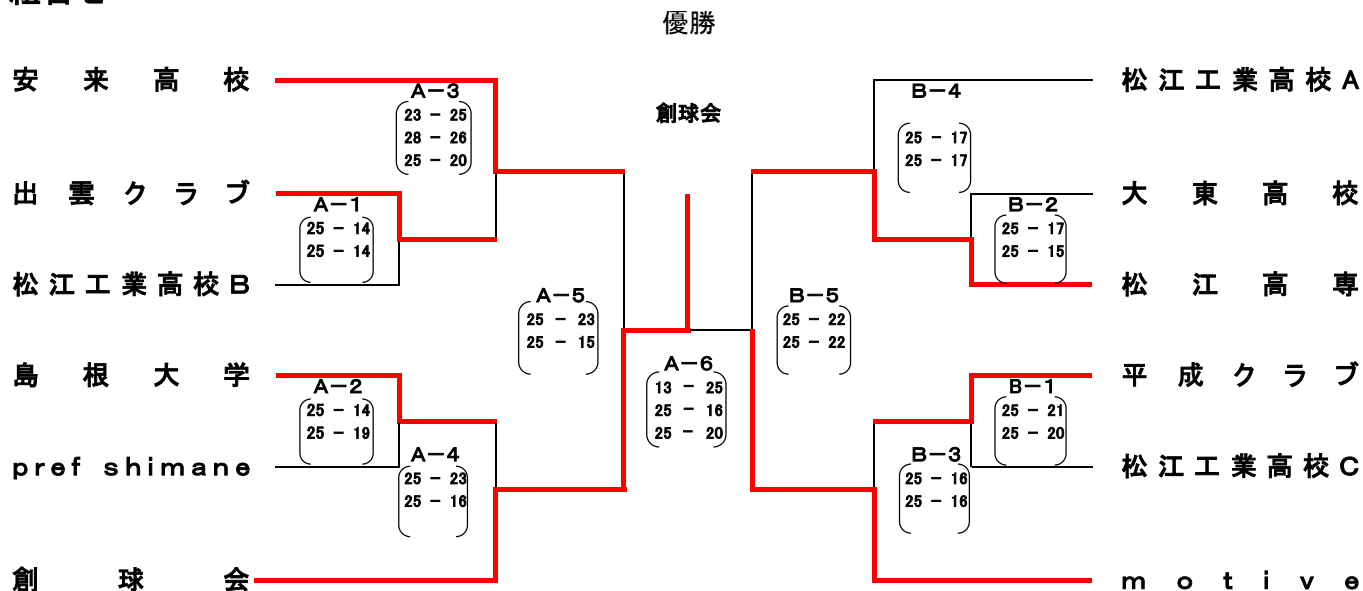 優勝
安来高校
松江工業高校A
A-3
23 - 25
28 - 26
25 - 20
B-4
25 - 17
25 - 17
創球会
出雲クラブ
大東高校
A-1
25 - 14
25 - 14
B-2
25 - 17
25 - 15
松江工業高校B
松江高専
A-5
25 - 23
25 - 15
B-5
25 - 22
25 - 22
A-6
13 - 25
25 - 16
25 - 20
島根大学
平成クラブ
A-2
25 - 14
25 - 19
B-1
25 - 21
25 - 20
pref shimane
松江工業高校C
A-4
25 - 23
25 - 16
B-3
25 - 16
25 - 16
創球会
motive